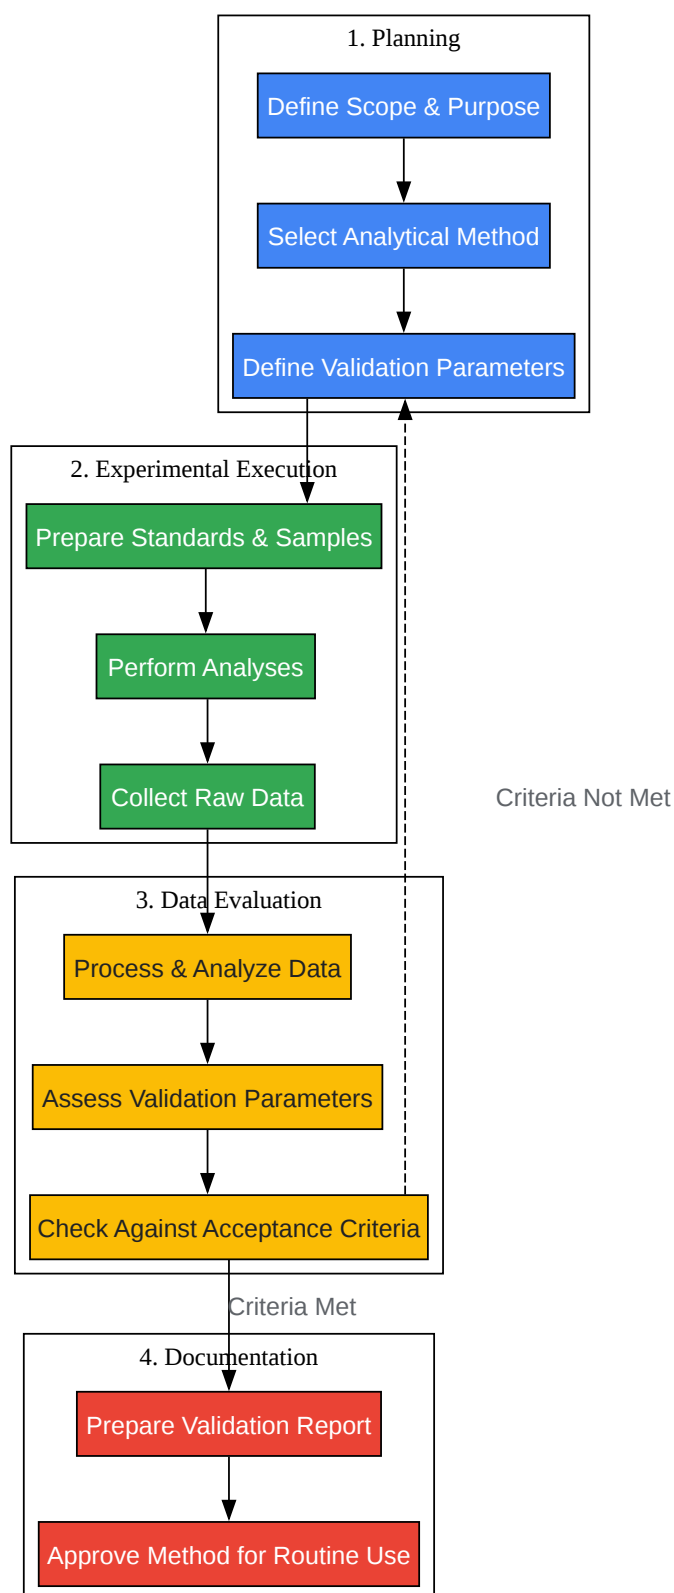 1. Planning
Define Scope & Purpose
Select Analytical Method
Define Validation Parameters
2. Experimental Execution
Prepare Standards & Samples
Perform Analyses
Collect Raw Data
Criteria Not Met
3. Data Evaluation
Process & Analyze Data
Assess Validation Parameters
Check Against Acceptance Criteria
Criteria Met
4. Documentation
Prepare Validation Report
Approve Method for Routine Use